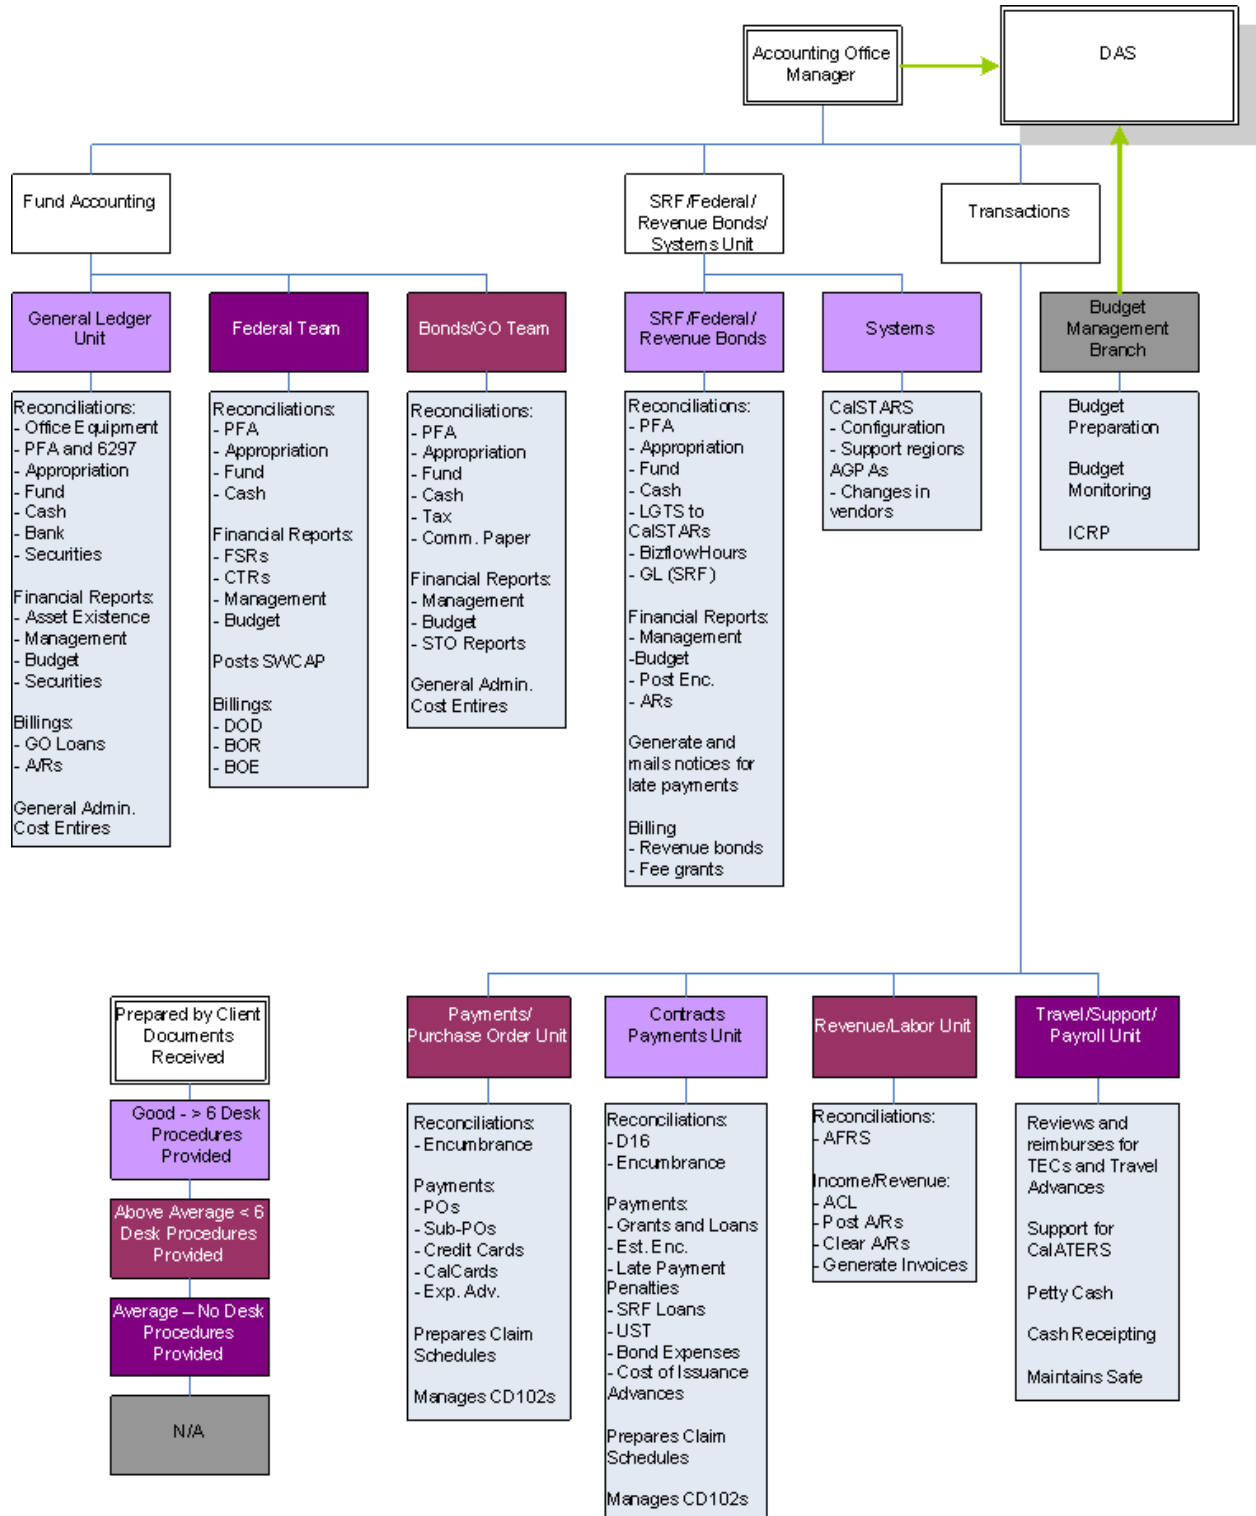 Accounting Office
Manager
DAS
Fund Accounting
SRF/Federal/
Revenue Bonds/
Systems Unit
Transactions
General Ledger
Unit
Federal Team
Bonds/GO Team
SRF/Federal/
Revenue Bonds
Systems
Budget
Management
Branch
Reconciliations:
- Office Equipment
- PFA and 6297
- Appropriation
- Fund
- Cash
- Bank
- Securities
Financial Reports:
- Asset Existence
- Management
- Budget
- Securities
Billings:
- GO Loans
- A/Rs
General Admin.
Cost Entires
Reconciliations:
- PFA
- Appropriation
- Fund
- Cash
Financial Reports:
- FSRs
- CTRs
- Management
- Budget
Posts SWCAP
Billings:
- DOD
- BOR
- BOE
Reconciliations:
- PFA
- Appropriation
- Fund
- Cash
- Tax
- Comm. Paper
Financial Reports:
- Management
- Budget
- STO Reports
General Admin.
Cost Entires
Reconciliations:
- PFA
- Appropriation
- Fund
- Cash
- LGTS to
CalSTARs
- BizflowHours
- GL (SRF)
Financial Reports:
- Management
-Budget
- Post Enc.
- ARs
Generate and
mails notices for
late payments
Billing
- Revenue bonds
- Fee grants
CalSTARS
- Configuration
- Support regions
AGPAs
- Changes in
vendors
Budget
Preparation
Budget
Monitoring
ICRP
Prepared by Client
Documents
Received
Good - > 6 Desk
Procedures
Provided
Above Average < 6
Desk Procedures
Provided
Average – No Desk
Procedures
Provided
N/A
Payments/
Purchase Order Unit
Contracts
Payments Unit
Revenue/Labor Unit
Travel/Support/
Payroll Unit
Reconciliations:
- Encumbrance
Payments:
- POs
- Sub-POs
- Credit Cards
- CalCards
- Exp. Adv.
Prepares Claim
Schedules
Manages CD102s
Reconciliations:
- D16
- Encumbrance
Payments:
- Grants and Loans
- Est. Enc.
- Late Payment
Penalties
- SRF Loans
- UST
- Bond Expenses
- Cost of Issuance
Advances
Prepares Claim
Schedules
Manages CD102s
Reconciliations:
- AFRS
Income/Revenue:
- ACL
- Post A/Rs
- Clear A/Rs
- Generate Invoices
Reviews and
reimburses for
TECs and Travel
Advances
Support for
CalATERS
Petty Cash
Cash Receipting
Maintains Safe